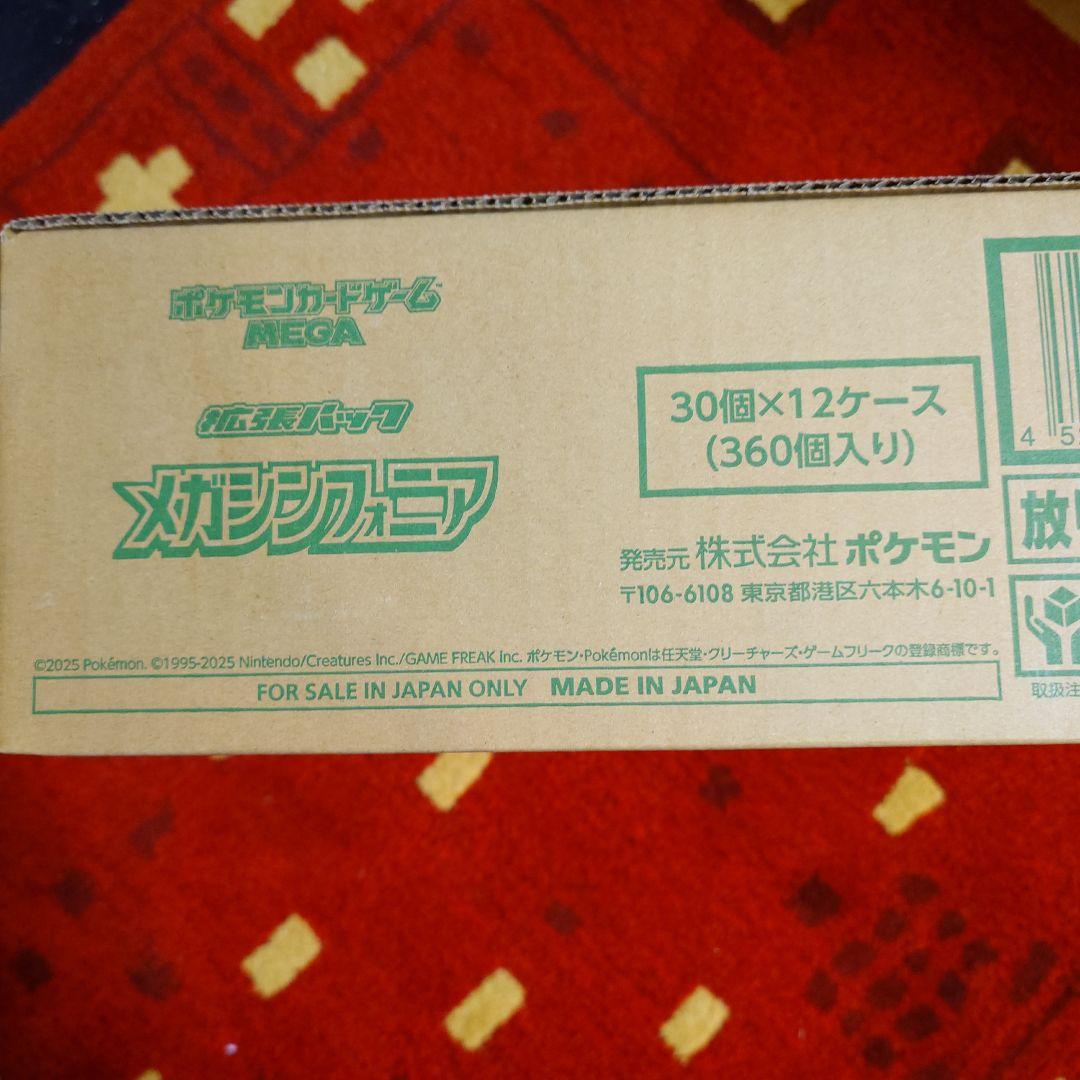 ポケモンカードゲーム
MEGA
拡張パック
メガシンフォニア
30個×12ケース
(360個入り)
発売元 株式会社 ポケモン
〒106-6108 東京都港区六本木6-10-1
©2025 Pokémon. ©1995-2025 Nintendo/Creatures Inc./GAME FREAK Inc. ポケモン・Pokémonは任天堂・クリーチャーズ・ゲームフリークの登録商標です。
FOR SALE IN JAPAN ONLY MADE IN JAPAN
4 5
放り
取扱注